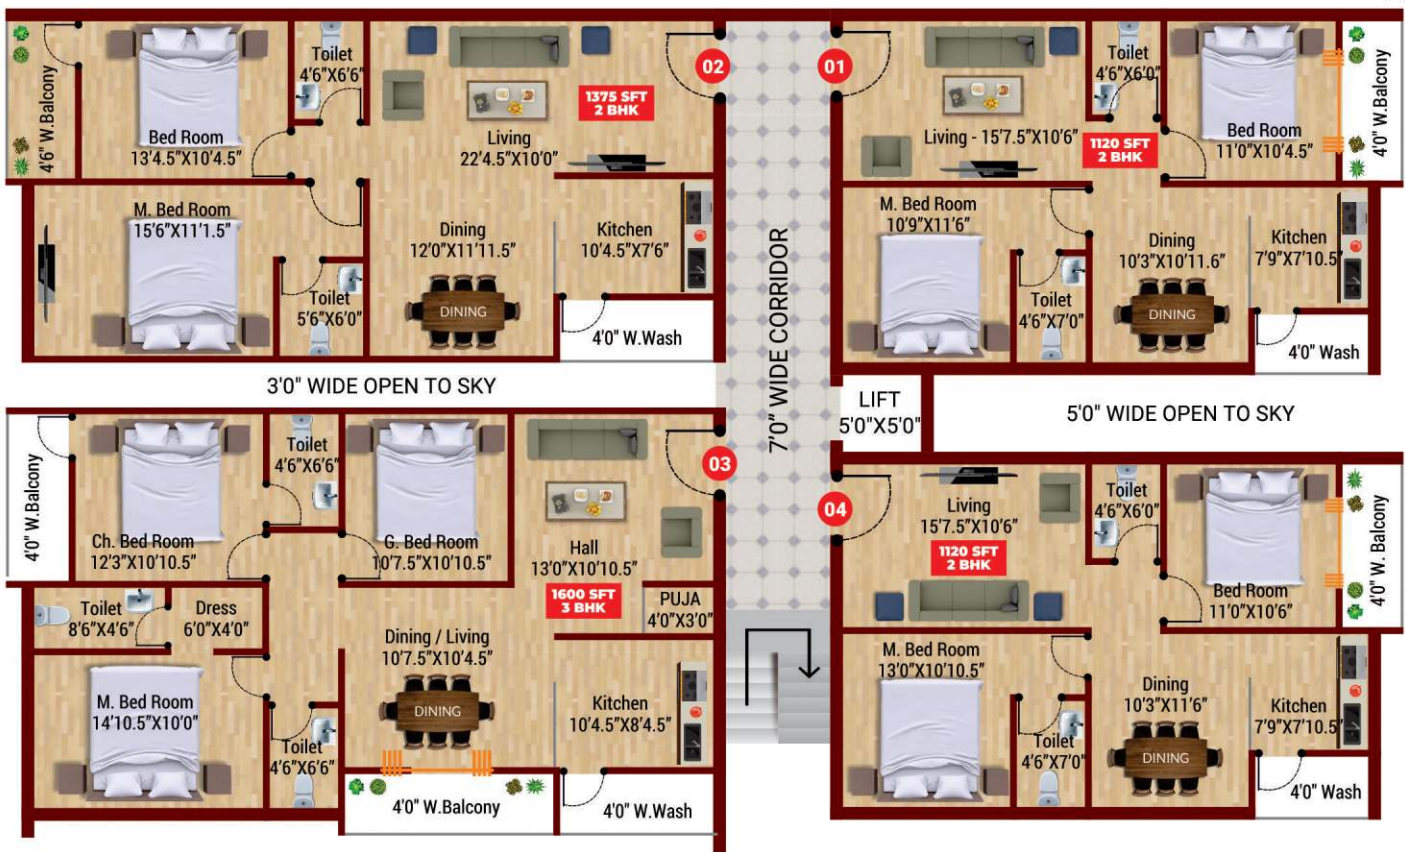 4'6" W.Balcony
Bed Room
13'4.5"X10'4.5"
Toilet
4'6"X6'6"
Living
22'4.5"X10'0"
1375 SFT
2 BHK
02
M. Bed Room
15'6"X11'1.5"
Toilet
5'6"X6'0"
Dining
12'0"X11'11.5"
DINING
Kitchen
10'4.5"X7'6"
4'0" W.Wash
7'0" WIDE CORRIDOR
01
Living - 15'7.5"X10'6"
Toilet
4'6"X6'0"
1120 SFT
2 BHK
Bed Room
11'0"X10'4.5"
4'0" W.Balcony
M. Bed Room
10'9"X11'6"
Toilet
4'6"X7'0"
Dining
10'3"X10'11.6"
DINING
Kitchen
7'9"X7'10.5"
4'0" Wash
3'0" WIDE OPEN TO SKY
LIFT
5'0"X5'0"
5'0" WIDE OPEN TO SKY
4'0" W.Balcony
Ch. Bed Room
12'3"X10'10.5"
Toilet
4'6"X6'6"
G. Bed Room
10'7.5"X10'10.5"
Hall
13'0"X10'10.5"
1600 SFT
3 BHK
03
PUJA
4'0"X3'0"
Toilet
8'6"X4'6"
Dress
6'0"X4'0"
Dining / Living
10'7.5"X10'4.5"
DINING
M. Bed Room
14'10.5"X10'0"
Toilet
4'6"X6'6"
Kitchen
10'4.5"X8'4.5"
4'0" W.Balcony
4'0" W.Wash
04
Living
15'7.5"X10'6"
1120 SFT
2 BHK
Toilet
4'6"X6'0"
Bed Room
11'0"X10'6"
4'0" W. Balcony
M. Bed Room
13'0"X10'10.5"
Toilet
4'6"X7'0"
Dining
10'3"X11'6"
DINING
Kitchen
7'9"X7'10.5"
4'0" Wash